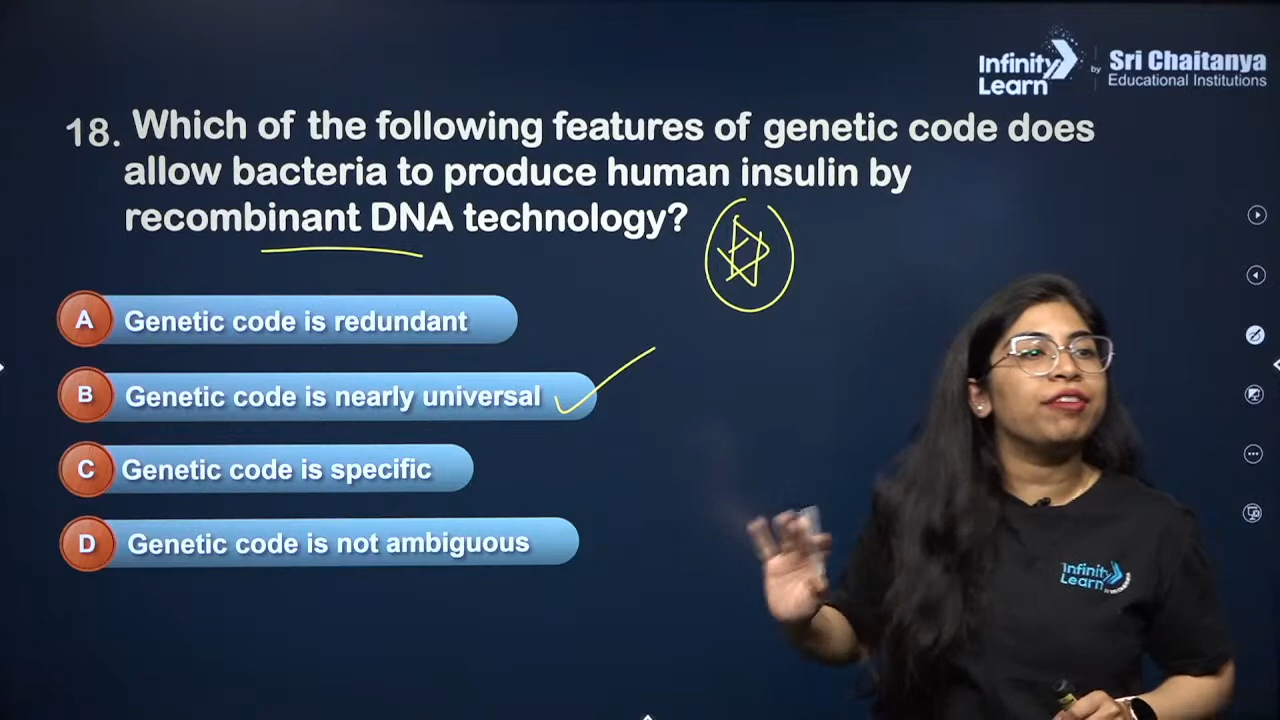 Infinity Learn by Sri Chaitanya
Educational Institutions
18. Which of the following features of genetic code does
allow bacteria to produce human insulin by
recombinant DNA technology?
A Genetic code is redundant
B Genetic code is nearly universal
C Genetic code is specific
D Genetic code is not ambiguous
Infinity
Learn